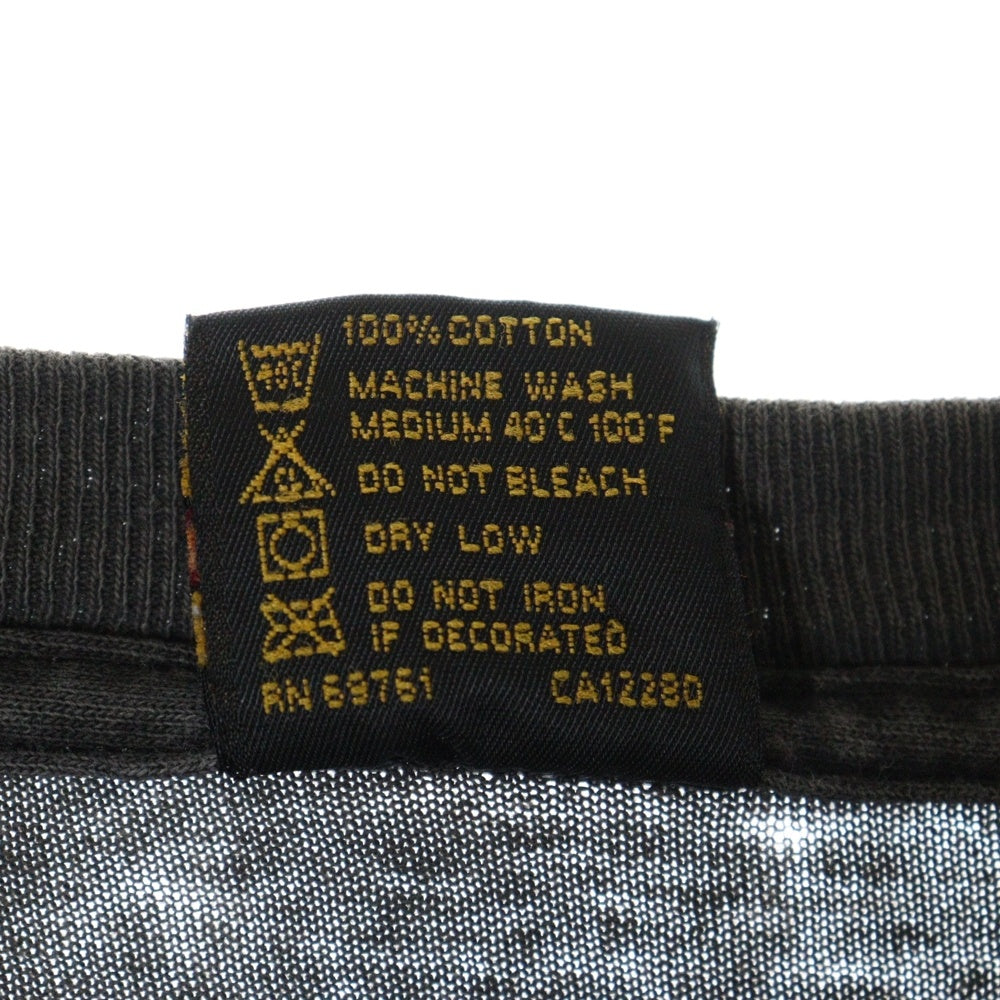 100% COTTON
40C
MACHINE WASH
MEDIUM 40°C 100°F
DO NOT BLEACH
DRY LOW
DO NOT IRON
IF DECORATED
RN 69761 CA12280